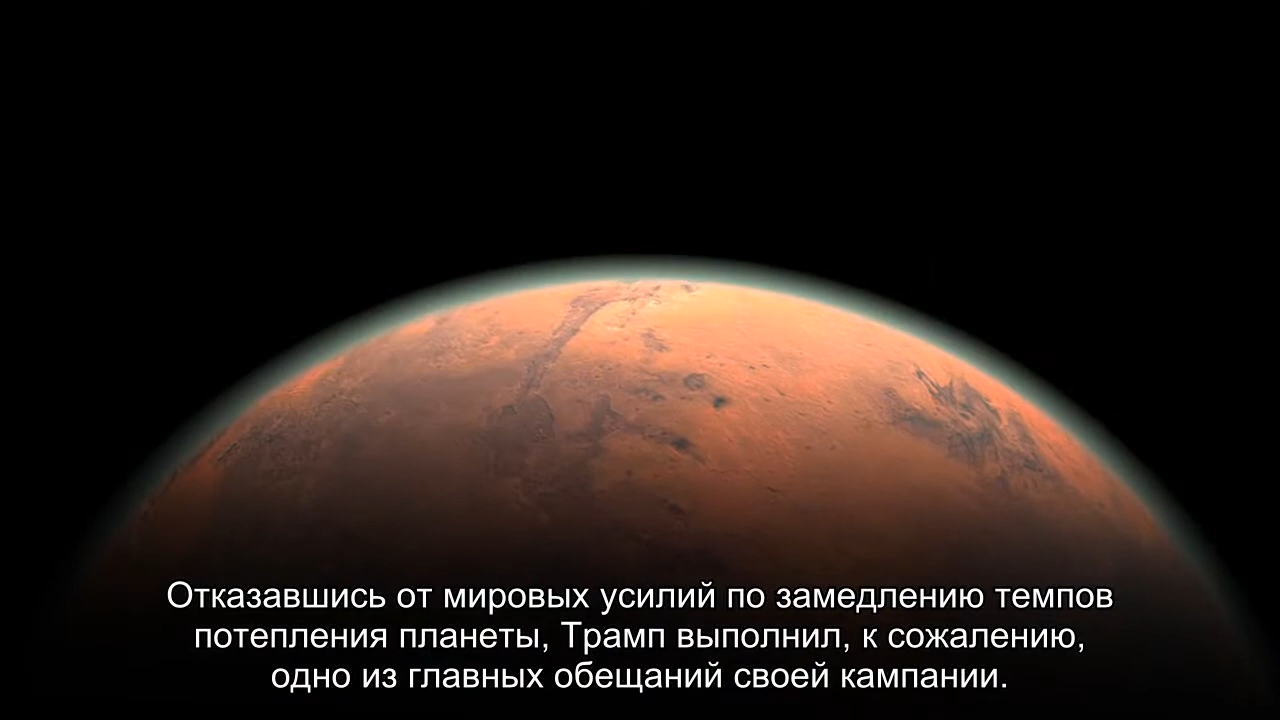 Отказавшись от мировых усилий по замедлению темпов
потепления планеты, Трамп выполнил, к сожалению,
одно из главных обещаний своей кампании.